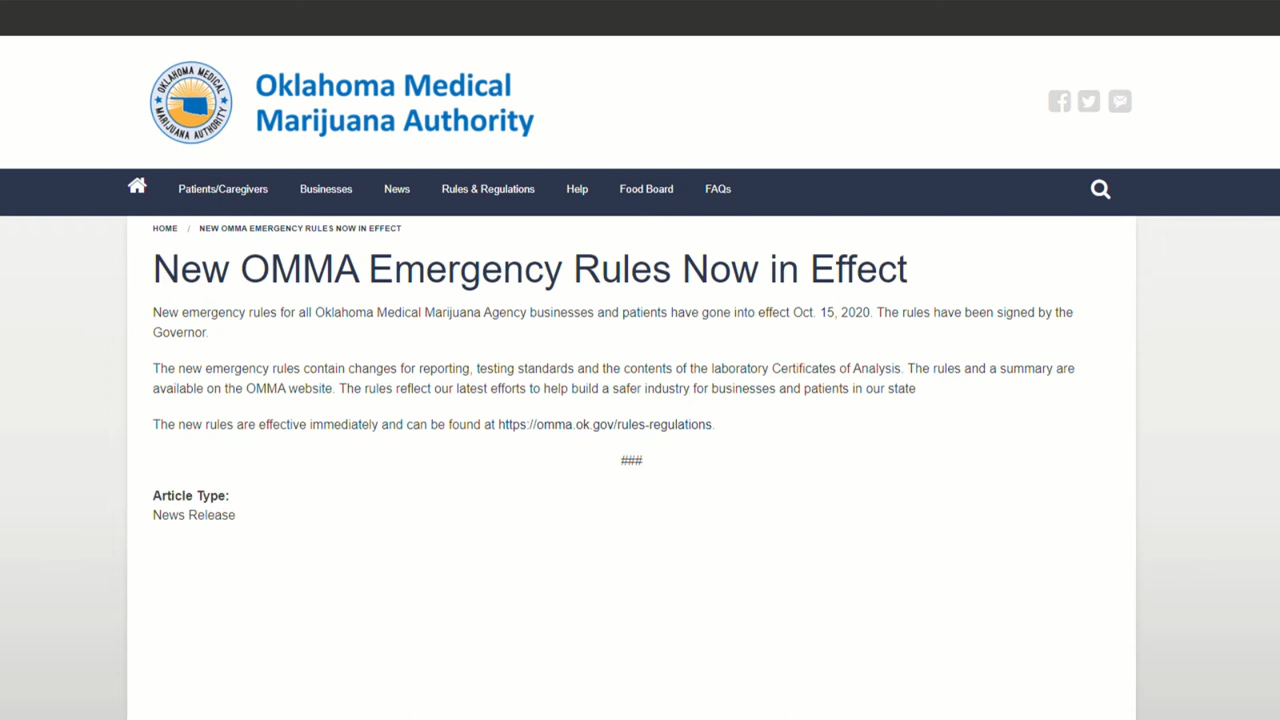 OKLAHOMA MEDICAL
MARIJUANA AUTHORITY
Oklahoma Medical
Marijuana Authority
Patients/Caregivers Businesses News Rules & Regulations Help Food Board FAQs
HOME / NEW OMMA EMERGENCY RULES NOW IN EFFECT
New OMMA Emergency Rules Now in Effect
New emergency rules for all Oklahoma Medical Marijuana Agency businesses and patients have gone into effect Oct. 15, 2020. The rules have been signed by the
Governor.
The new emergency rules contain changes for reporting, testing standards and the contents of the laboratory Certificates of Analysis. The rules and a summary are
available on the OMMA website. The rules reflect our latest efforts to help build a safer industry for businesses and patients in our state
The new rules are effective immediately and can be found at https://omma.ok.gov/rules-regulations.
###
Article Type:
News Release